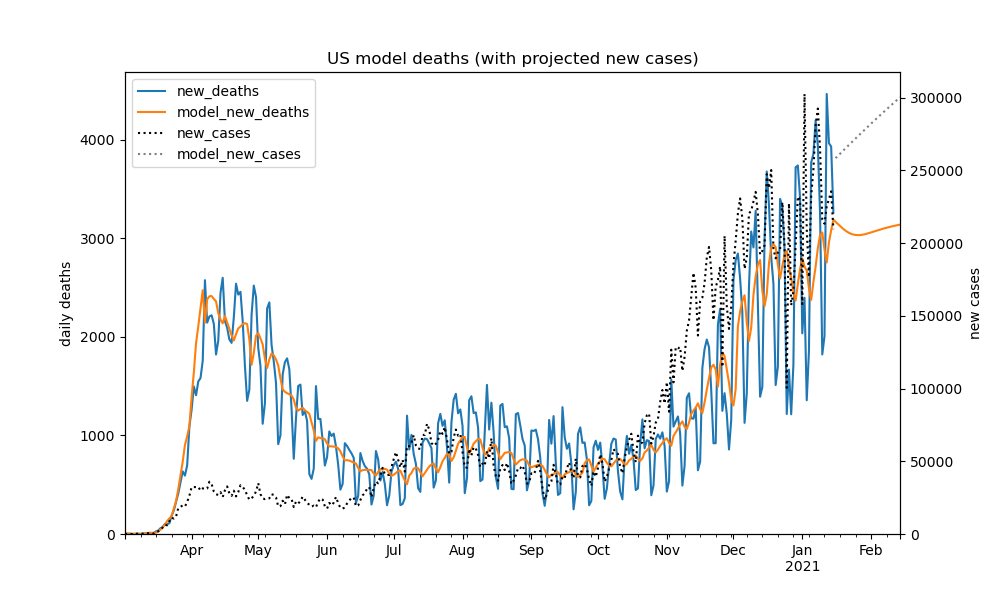 US model deaths (with projected new cases)
new_deaths
model_new_deaths
new_cases
model_new_cases
daily deaths
4000
3000
2000
1000
0
new cases
300000
250000
200000
150000
100000
50000
0
Apr May Jun Jul Aug Sep Oct Nov Dec Jan Feb
2021